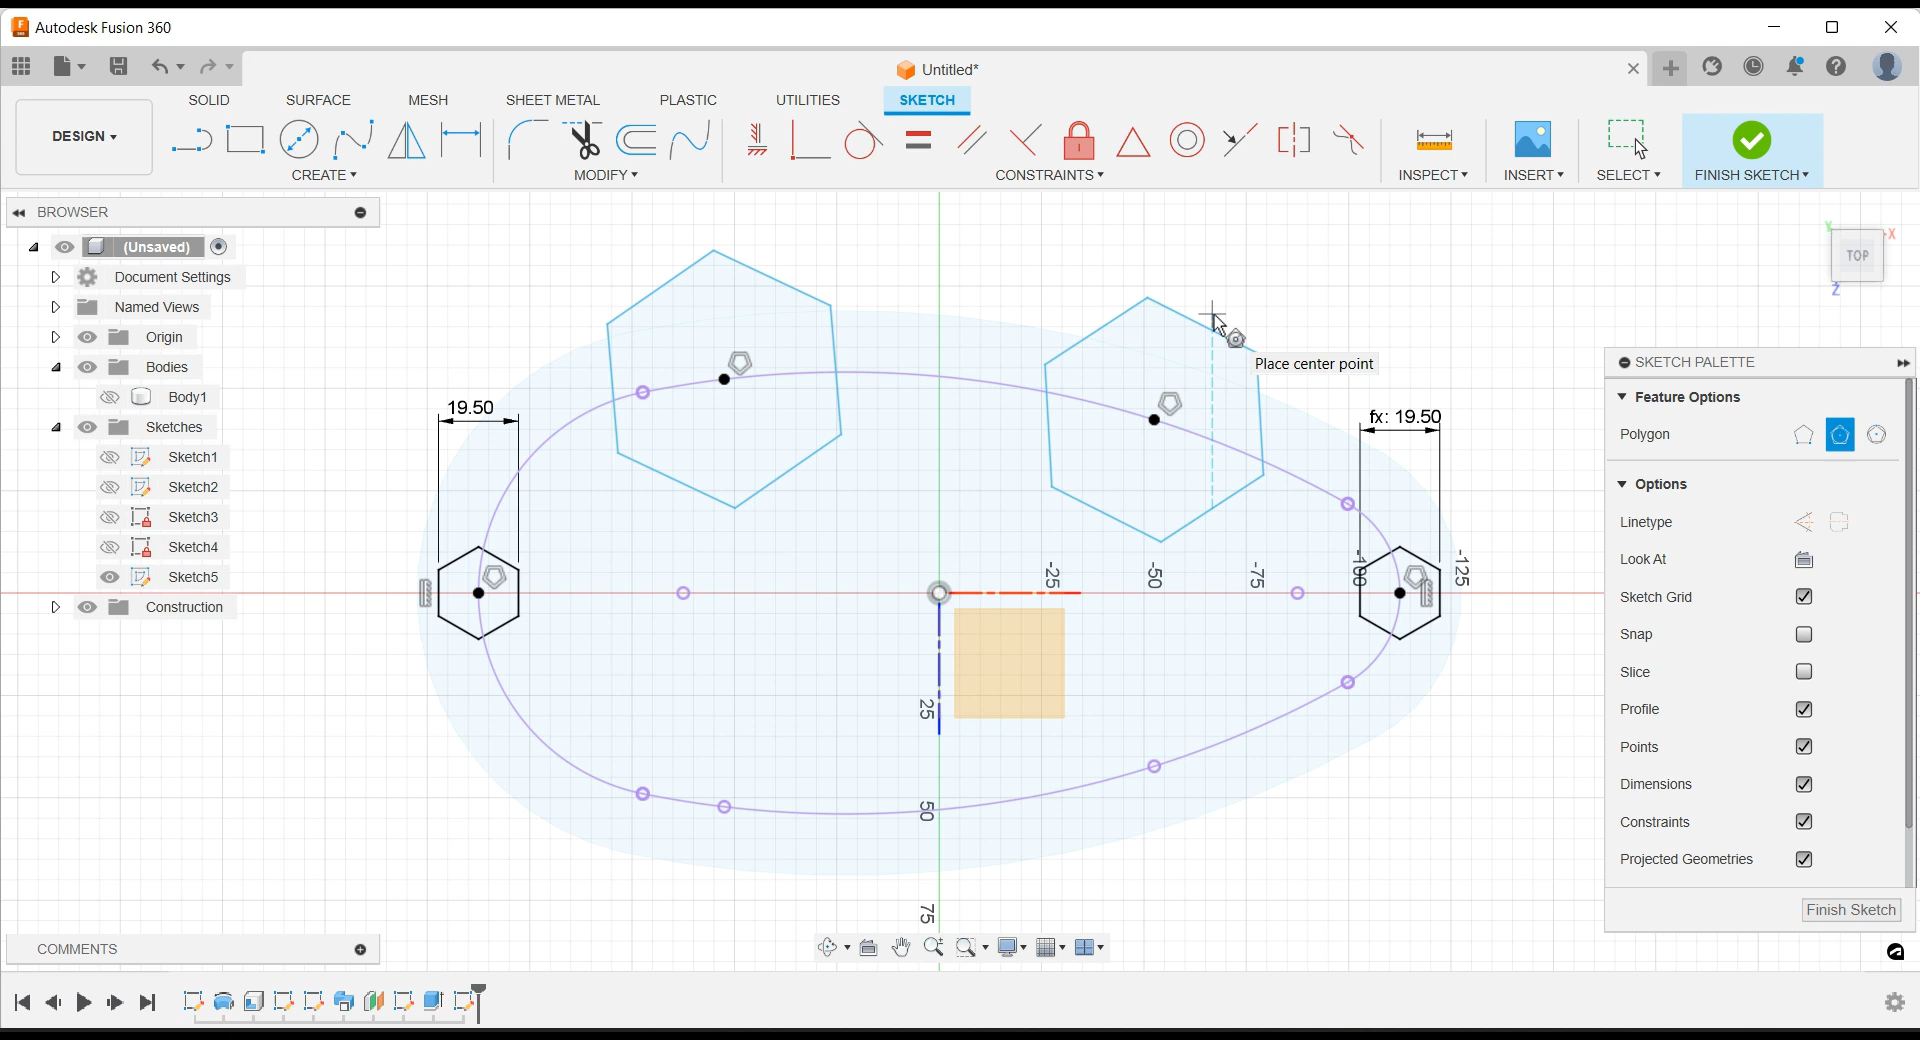 Autodesk Fusion 360
Untitled*
SOLID SURFACE MESH SHEET METAL PLASTIC UTILITIES SKETCH
DESIGN
CREATE MODIFY CONSTRAINTS INSPECT INSERT SELECT FINISH SKETCH
BROWSER
(Unsaved)
Document Settings
Named Views
Origin
Bodies
Body1
Sketches
Sketch1
Sketch2
Sketch3
Sketch4
Sketch5
Construction
19.50
fx: 19.50
Place center point
-25
-50
-75
-100
-125
25
50
75
Y
X
TOP
Z
SKETCH PALETTE
Feature Options
Polygon
Options
Linetype
Look At
Sketch Grid
Snap
Slice
Profile
Points
Dimensions
Constraints
Projected Geometries
Finish Sketch
COMMENTS